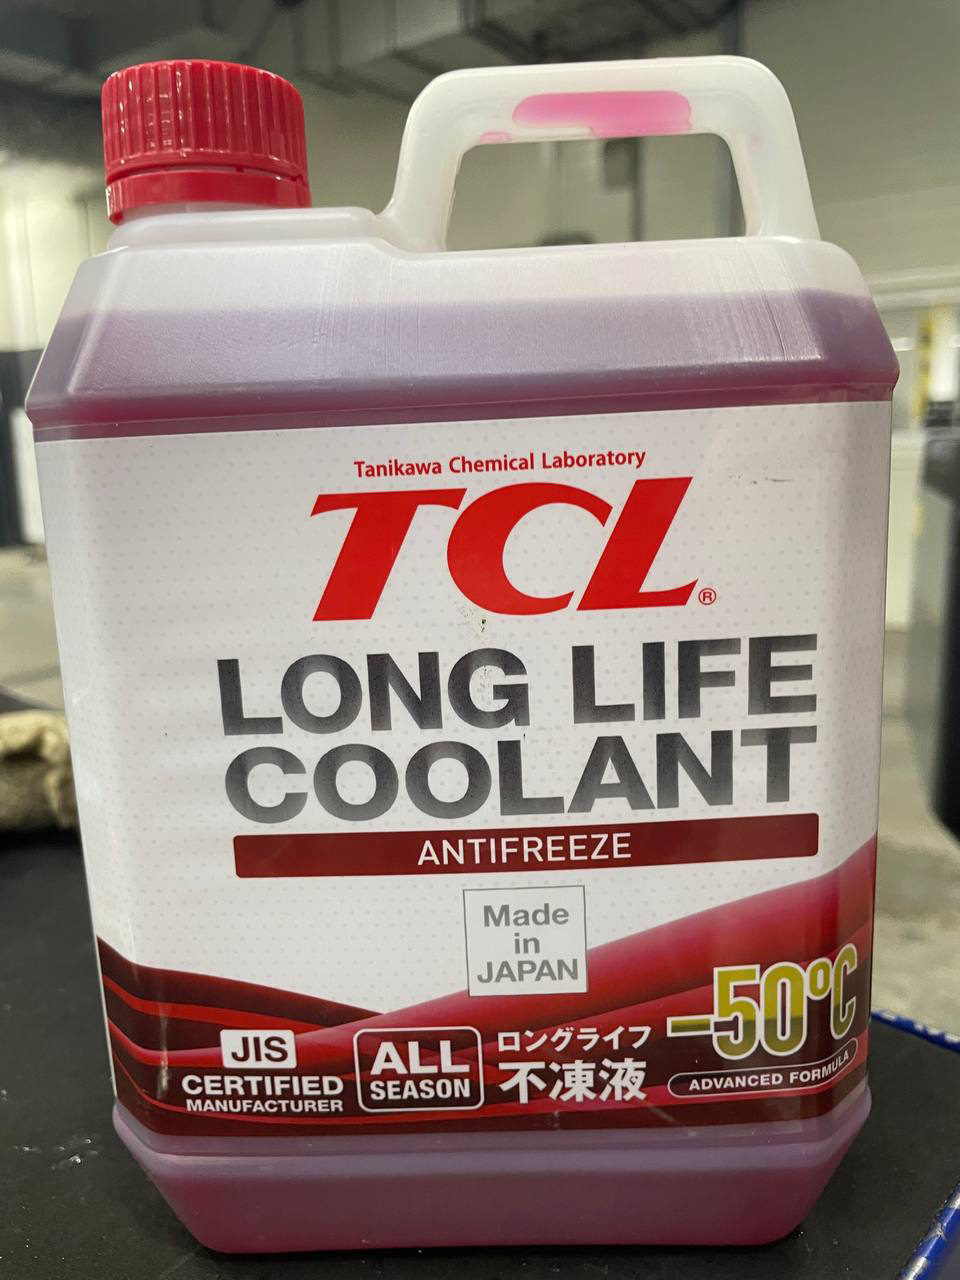 Tanikawa Chemical Laboratory
TCL®
LONG LIFE
COOLANT
ANTIFREEZE
Made
in
JAPAN
-50°C
ADVANCED FORMULA
JIS
CERTIFIED
MANUFACTURER
ALL
SEASON
ロングライフ
不凍液